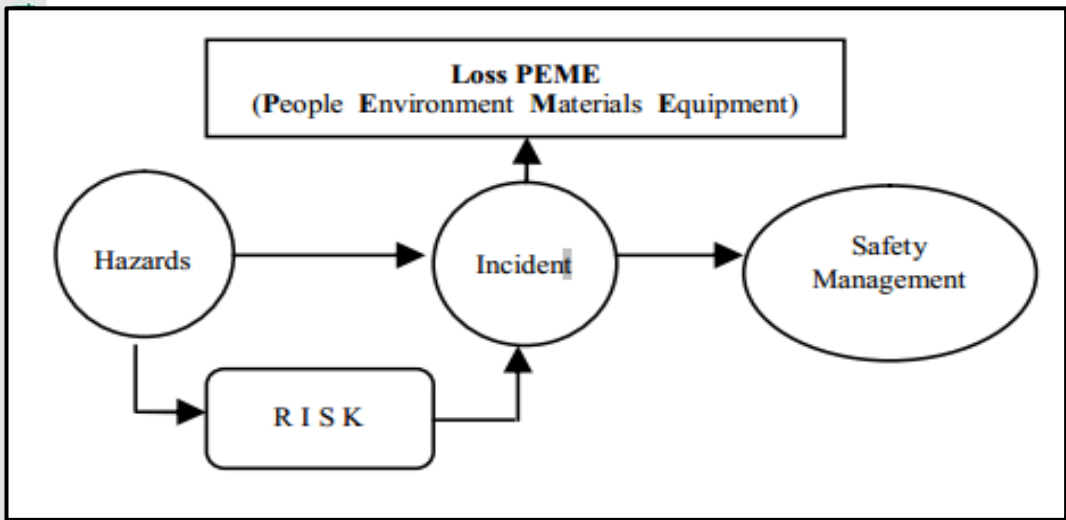 Loss PEME
(People Environment Materials Equipment)
Hazards
Incident
Safety
Management
R I S K